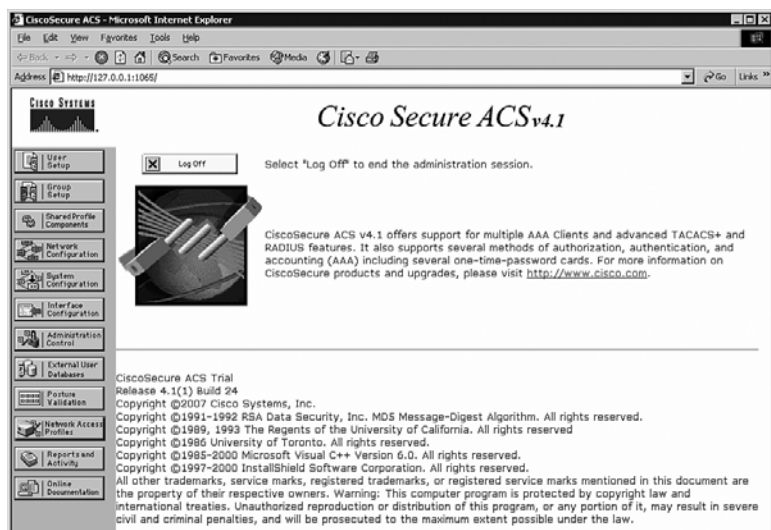 CiscoSecure ACS - Microsoft Internet Explorer
File Edit View Favorites Tools Help
Back Search Favorites Media
Address http://127.0.0.1:1065/ Go Links »
CISCO SYSTEMS
Cisco Secure ACS v4.1
Log Off
Select "Log Off" to end the administration session.
User Setup
Group Setup
Shared Profile Components
Network Configuration
System Configuration
Interface Configuration
Administration Control
External User Databases
Posture Validation
Network Access Profiles
Reports and Activity
Online Documentation
CiscoSecure ACS v4.1 offers support for multiple AAA Clients and advanced TACACS+ and
RADIUS features. It also supports several methods of authorization, authentication, and
accounting (AAA) including several one-time-password cards. For more information on
CiscoSecure products and upgrades, please visit http://www.cisco.com.
CiscoSecure ACS Trial
Release 4.1(1) Build 24
Copyright ©2007 Cisco Systems, Inc.
Copyright ©1991-1992 RSA Data Security, Inc. MD5 Message-Digest Algorithm. All rights reserved.
Copyright ©1989, 1993 The Regents of the University of California. All rights reserved
Copyright ©1986 University of Toronto. All rights reserved.
Copyright ©1985-2000 Microsoft Visual C++ Version 6.0. All rights reserved.
Copyright ©1997-2000 InstallShield Software Corporation. All rights reserved.
All other trademarks, service marks, registered trademarks, or registered service marks mentioned in this document are
the property of their respective owners. Warning: This computer program is protected by copyright law and
international treaties. Unauthorized reproduction or distribution of this program, or any portion of it, may result in severe
civil and criminal penalties, and will be prosecuted to the maximum extent possible under the law.